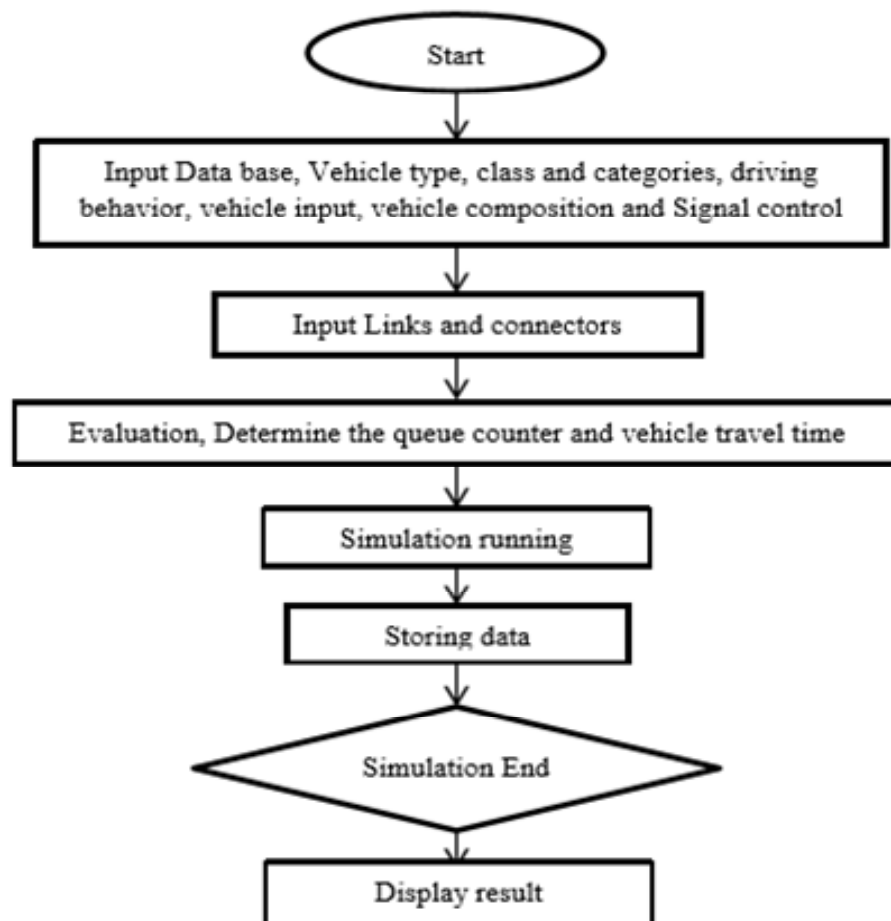 Start
Input Data base, Vehicle type, class and categories, driving
behavior, vehicle input, vehicle composition and Signal control
Input Links and connectors
Evaluation, Determine the queue counter and vehicle travel time
Simulation running
Storing data
Simulation End
Display result